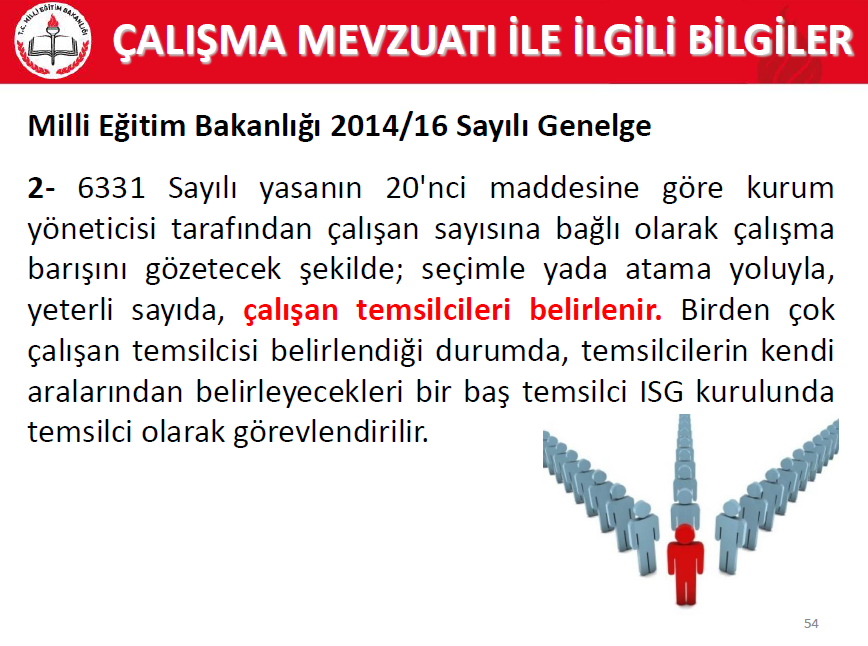 T.C. MİLLÎ EĞİTİM BAKANLIĞI
ÇALIŞMA MEVZUATI İLE İLGİLİ BİLGİLER
Milli Eğitim Bakanlığı 2014/16 Sayılı Genelge
2- 6331 Sayılı yasanın 20'nci maddesine göre kurum
yöneticisi tarafından çalışan sayısına bağlı olarak çalışma
barışını gözetecek şekilde; seçimle yada atama yoluyla,
yeterli sayıda, çalışan temsilcileri belirlenir. Birden çok
çalışan temsilcisi belirlendiği durumda, temsilcilerin kendi
aralarından belirleyecekleri bir baş temsilci ISG kurulunda
temsilci olarak görevlendirilir.
54